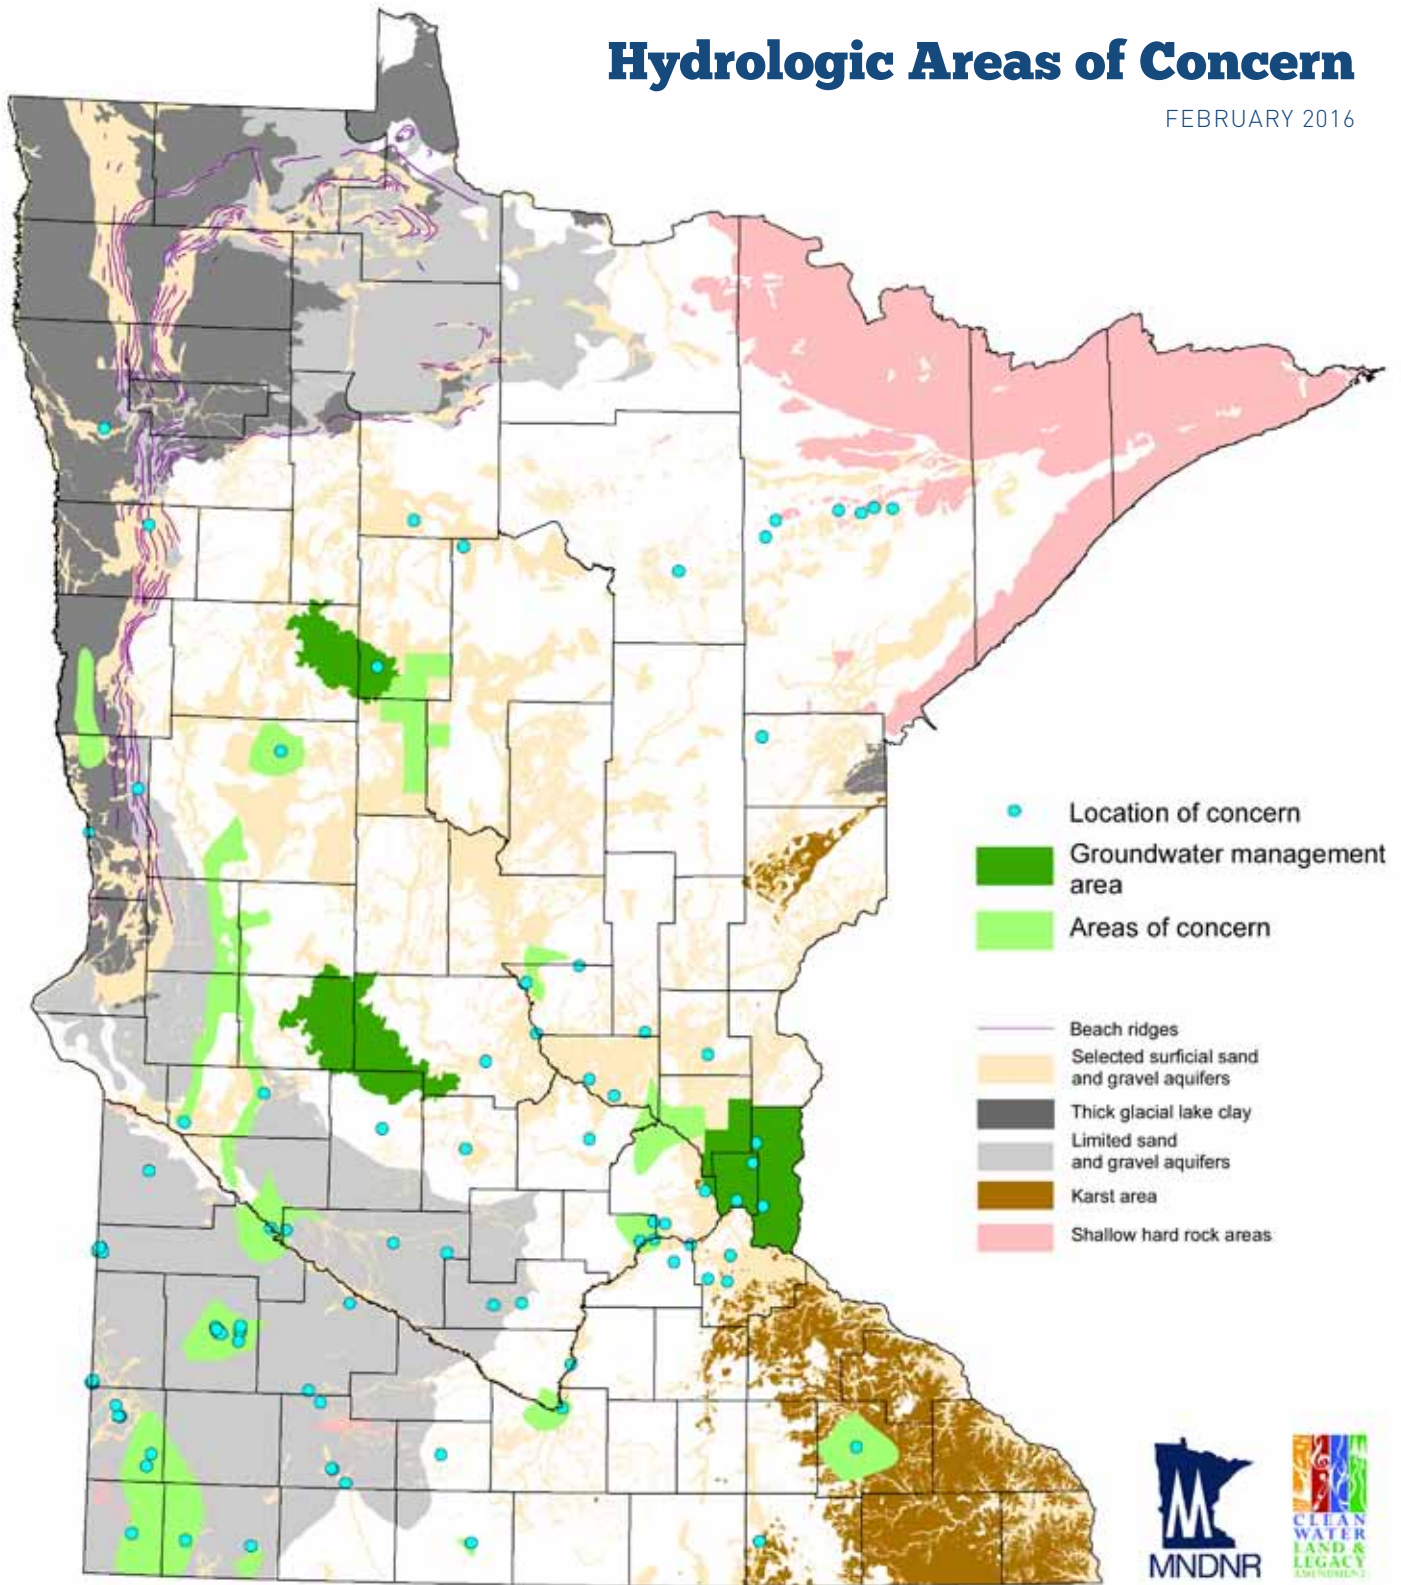 Hydrologic Areas of Concern
FEBRUARY 2016
Location of concern
Groundwater management
area
Areas of concern
Beach ridges
Selected surficial sand
and gravel aquifers
Thick glacial lake clay
Limited sand
and gravel aquifers
Karst area
Shallow hard rock areas
M
MNDNR
CLEAN
WATER
LAND &
LEGACY
AMENDMENT